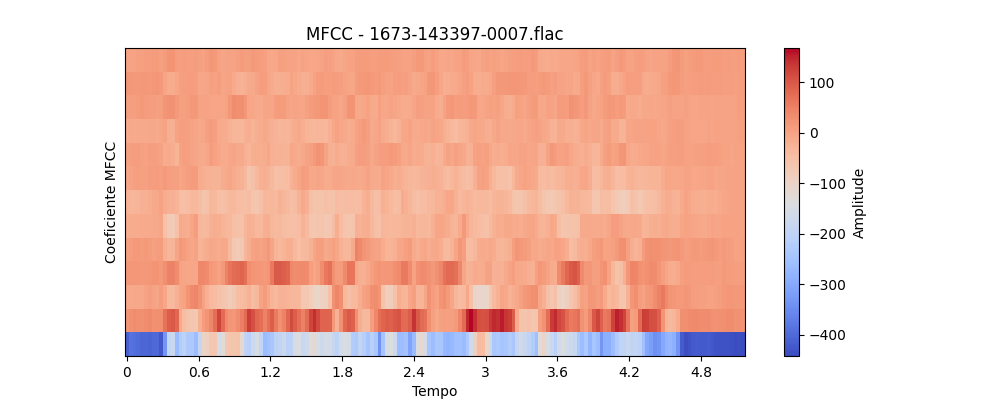 MFCC - 1673-143397-0007.flac
Coeficiente MFCC
0 0.6 1.2 1.8 2.4 3 3.6 4.2 4.8
Tempo
100
0
−100
−200
−300
−400
Amplitude